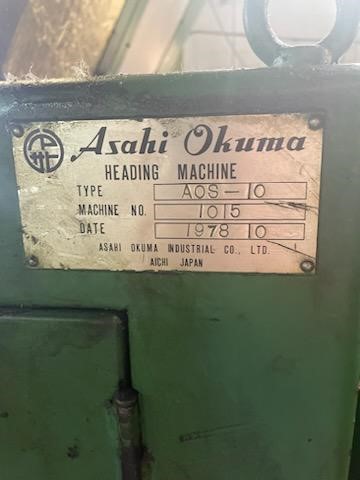 Asahi Okuma
HEADING MACHINE
TYPE AOS-10
MACHINE NO. 1015
DATE 1978 10
ASAHI OKUMA INDUSTRIAL CO., LTD.
AICHI JAPAN